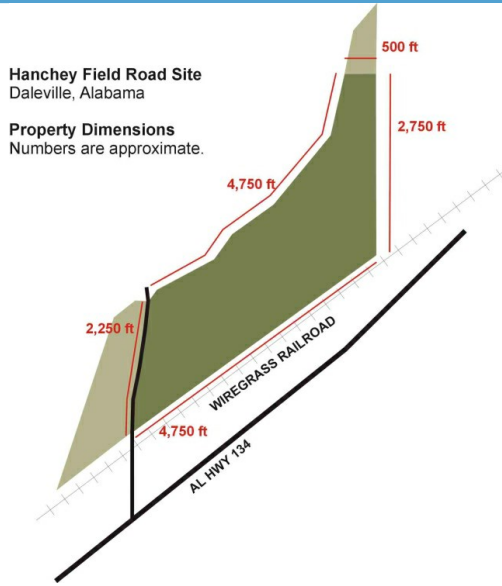 Hanchey Field Road Site
Daleville, Alabama
Property Dimensions
Numbers are approximate.
500 ft
2,750 ft
4,750 ft
2,250 ft
WIREGRASS RAILROAD
4,750 ft
AL HWY 134